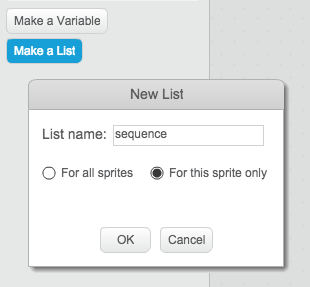 Make a Variable
Make a List
New List
List name: sequence
For all sprites For this sprite only
OK Cancel